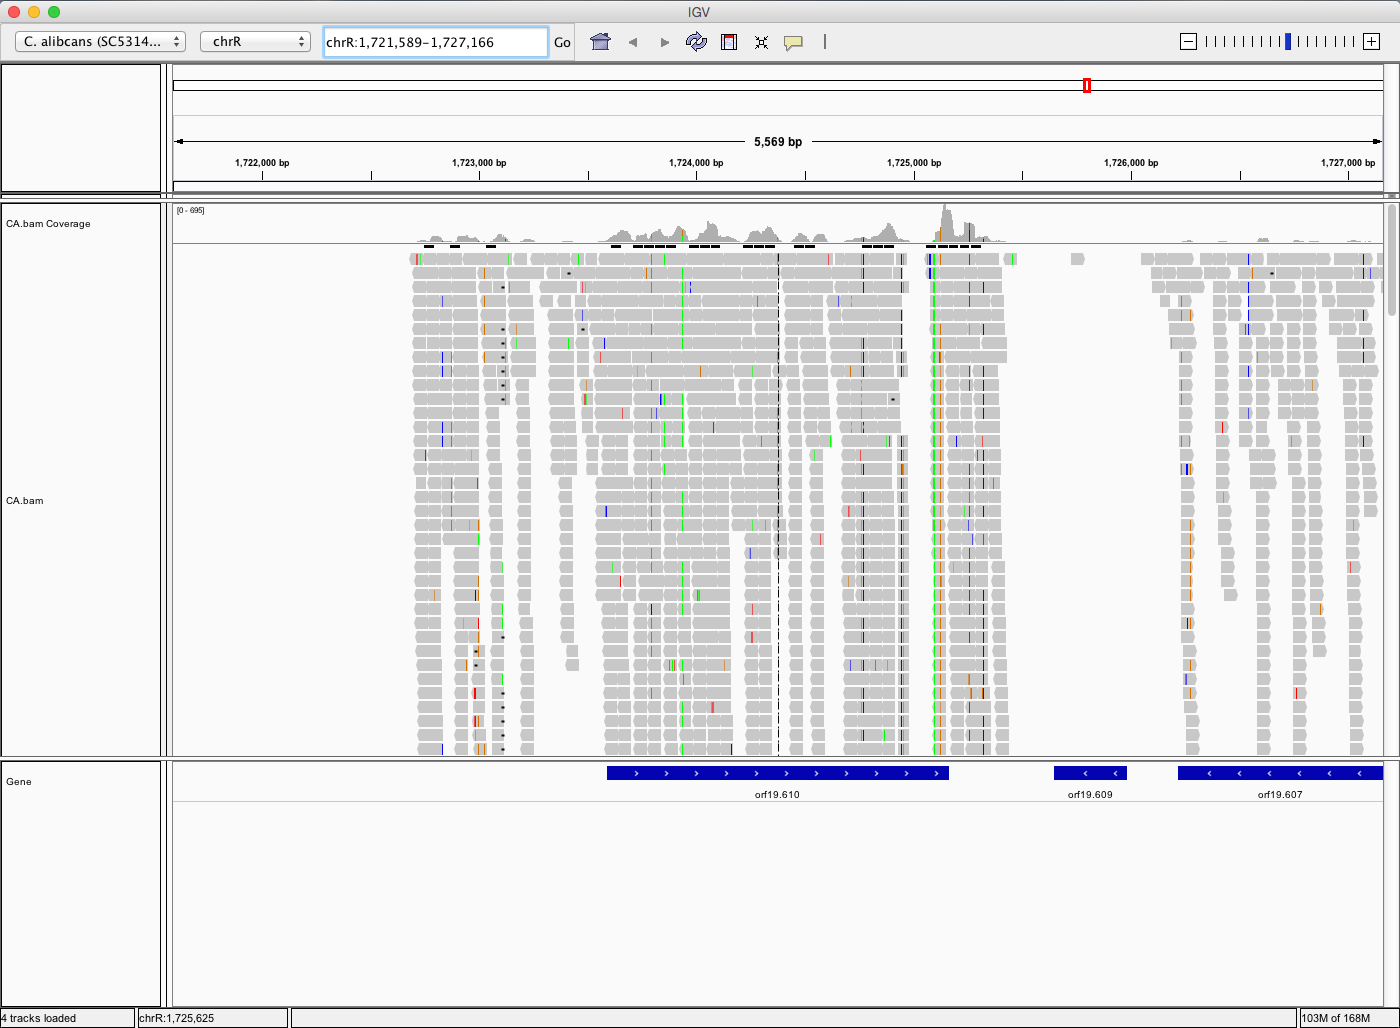 IGV
C. alibcans (SC5314...
chrR
chrR:1,721,589-1,727,166
Go
5,569 bp
1,722,000 bp
1,723,000 bp
1,724,000 bp
1,725,000 bp
1,726,000 bp
1,727,000 bp
CA.bam Coverage
[0 - 695]
CA.bam
Gene
orf19.610
orf19.609
orf19.607
4 tracks loaded
chrR:1,725,625
103M of 168M